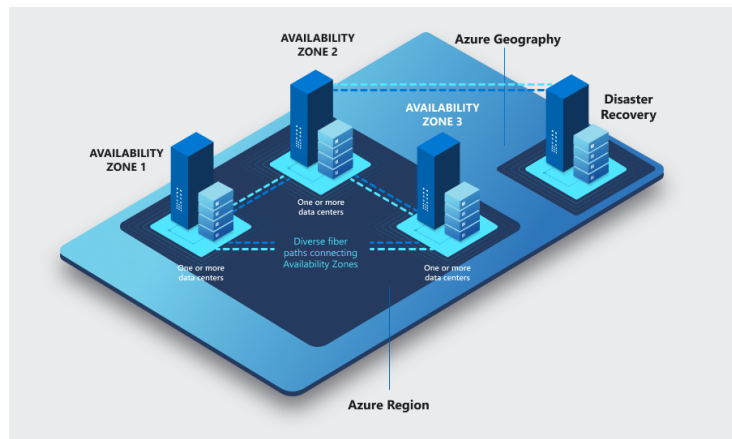 AVAILABILITY
ZONE 2
Azure Geography
AVAILABILITY
ZONE 3
Disaster
Recovery
AVAILABILITY
ZONE 1
One or more
data centers
Diverse fiber
paths connecting
Availability Zones
One or more
data centers
One or more
data centers
Azure Region